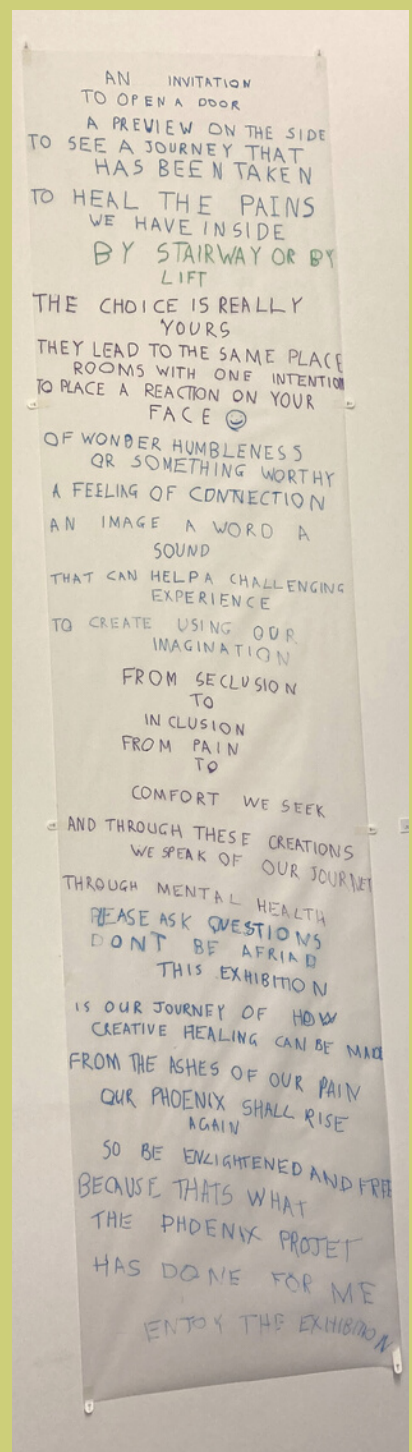 AN INVITATION
TO OPEN A DOOR
A PREVIEW ON THE SIDE
TO SEE A JOURNEY THAT
HAS BEEN TAKEN
TO HEAL THE PAINS
WE HAVE INSIDE
BY STAIRWAY OR BY
LIFT
THE CHOICE IS REALLY
YOURS
THEY LEAD TO THE SAME PLACE
ROOMS WITH ONE INTENTION
TO PLACE A REACTION ON YOUR
FACE ☺
OF WONDER HUMBLENESS
OR SOMETHING WORTHY
A FEELING OF CONNECTION
AN IMAGE A WORD A
SOUND
THAT CAN HELP A CHALLENGING
EXPERIENCE
TO CREATE USING OUR
IMAGINATION
FROM SECLUSION
TO
INCLUSION
FROM PAIN
TO
COMFORT WE SEEK
AND THROUGH THESE CREATIONS
WE SPEAK OF OUR JOURNEY
THROUGH MENTAL HEALTH
PLEASE ASK QUESTIONS
DONT BE AFRIAD
THIS EXHIBITION
IS OUR JOURNEY OF HOW
CREATIVE HEALING CAN BE MADE
FROM THE ASHES OF OUR PAIN
OUR PHOENIX SHALL RISE
AGAIN
SO BE ENLIGHTENED AND FREE
BECAUSE THATS WHAT
THE PHOENIX PROJET
HAS DONE FOR ME
ENJOY THE EXHIBITION